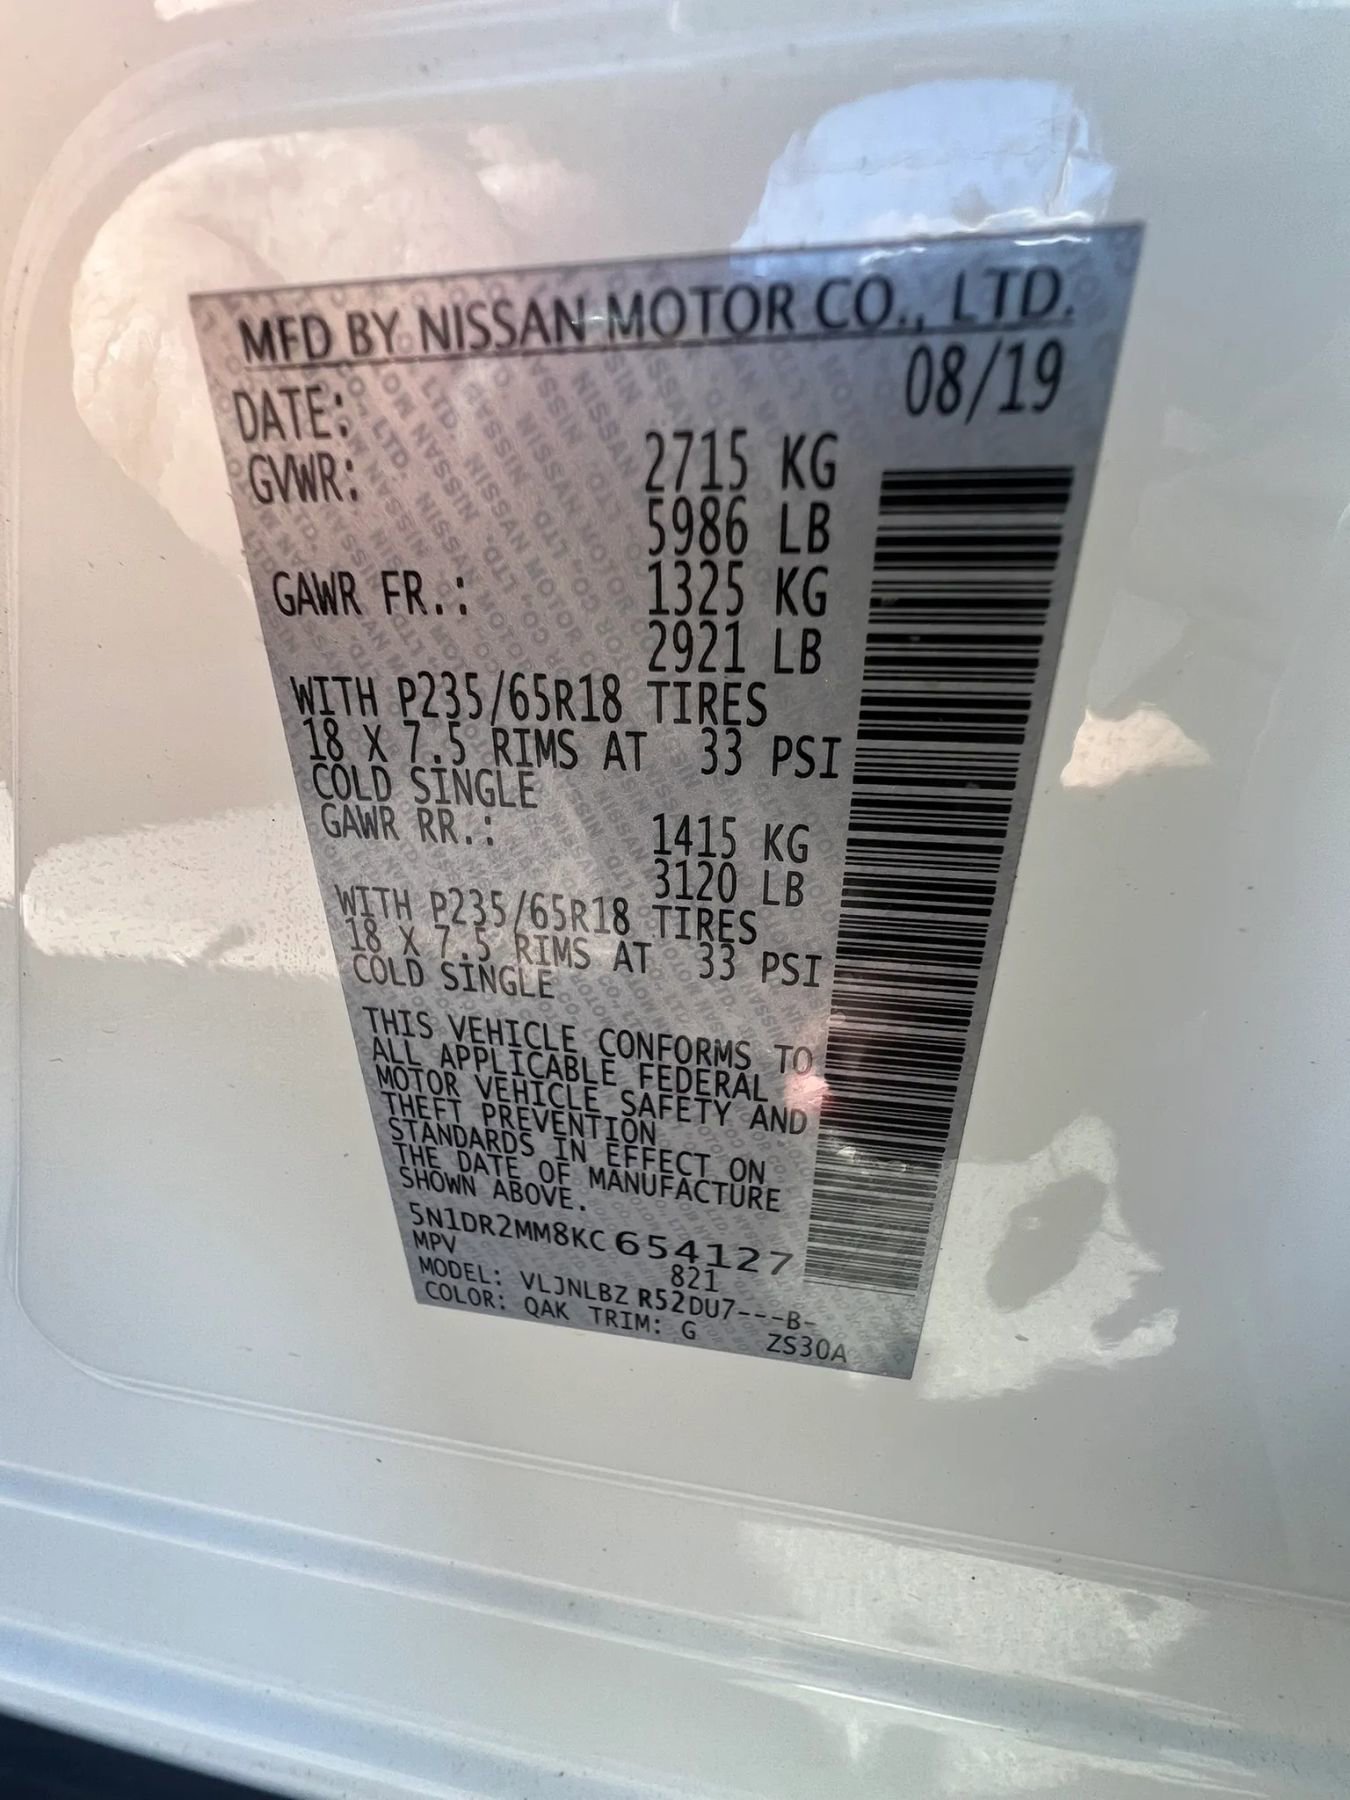 MFD BY NISSAN MOTOR CO., LTD.
DATE: 08/19
GVWR: 2715 KG
5986 LB
GAWR FR.: 1325 KG
2921 LB
WITH P235/65R18 TIRES
18 X 7.5 RIMS AT 33 PSI
COLD SINGLE
GAWR RR.: 1415 KG
3120 LB
WITH P235/65R18 TIRES
18 X 7.5 RIMS AT 33 PSI
COLD SINGLE
THIS VEHICLE CONFORMS TO
ALL APPLICABLE FEDERAL
MOTOR VEHICLE SAFETY AND
THEFT PREVENTION
STANDARDS IN EFFECT ON
THE DATE OF MANUFACTURE
SHOWN ABOVE.
5N1DR2MM8KC654127
MPV 821
MODEL: VLJNLBZ R52DU7---B-
COLOR: QAK TRIM: G ZS30A